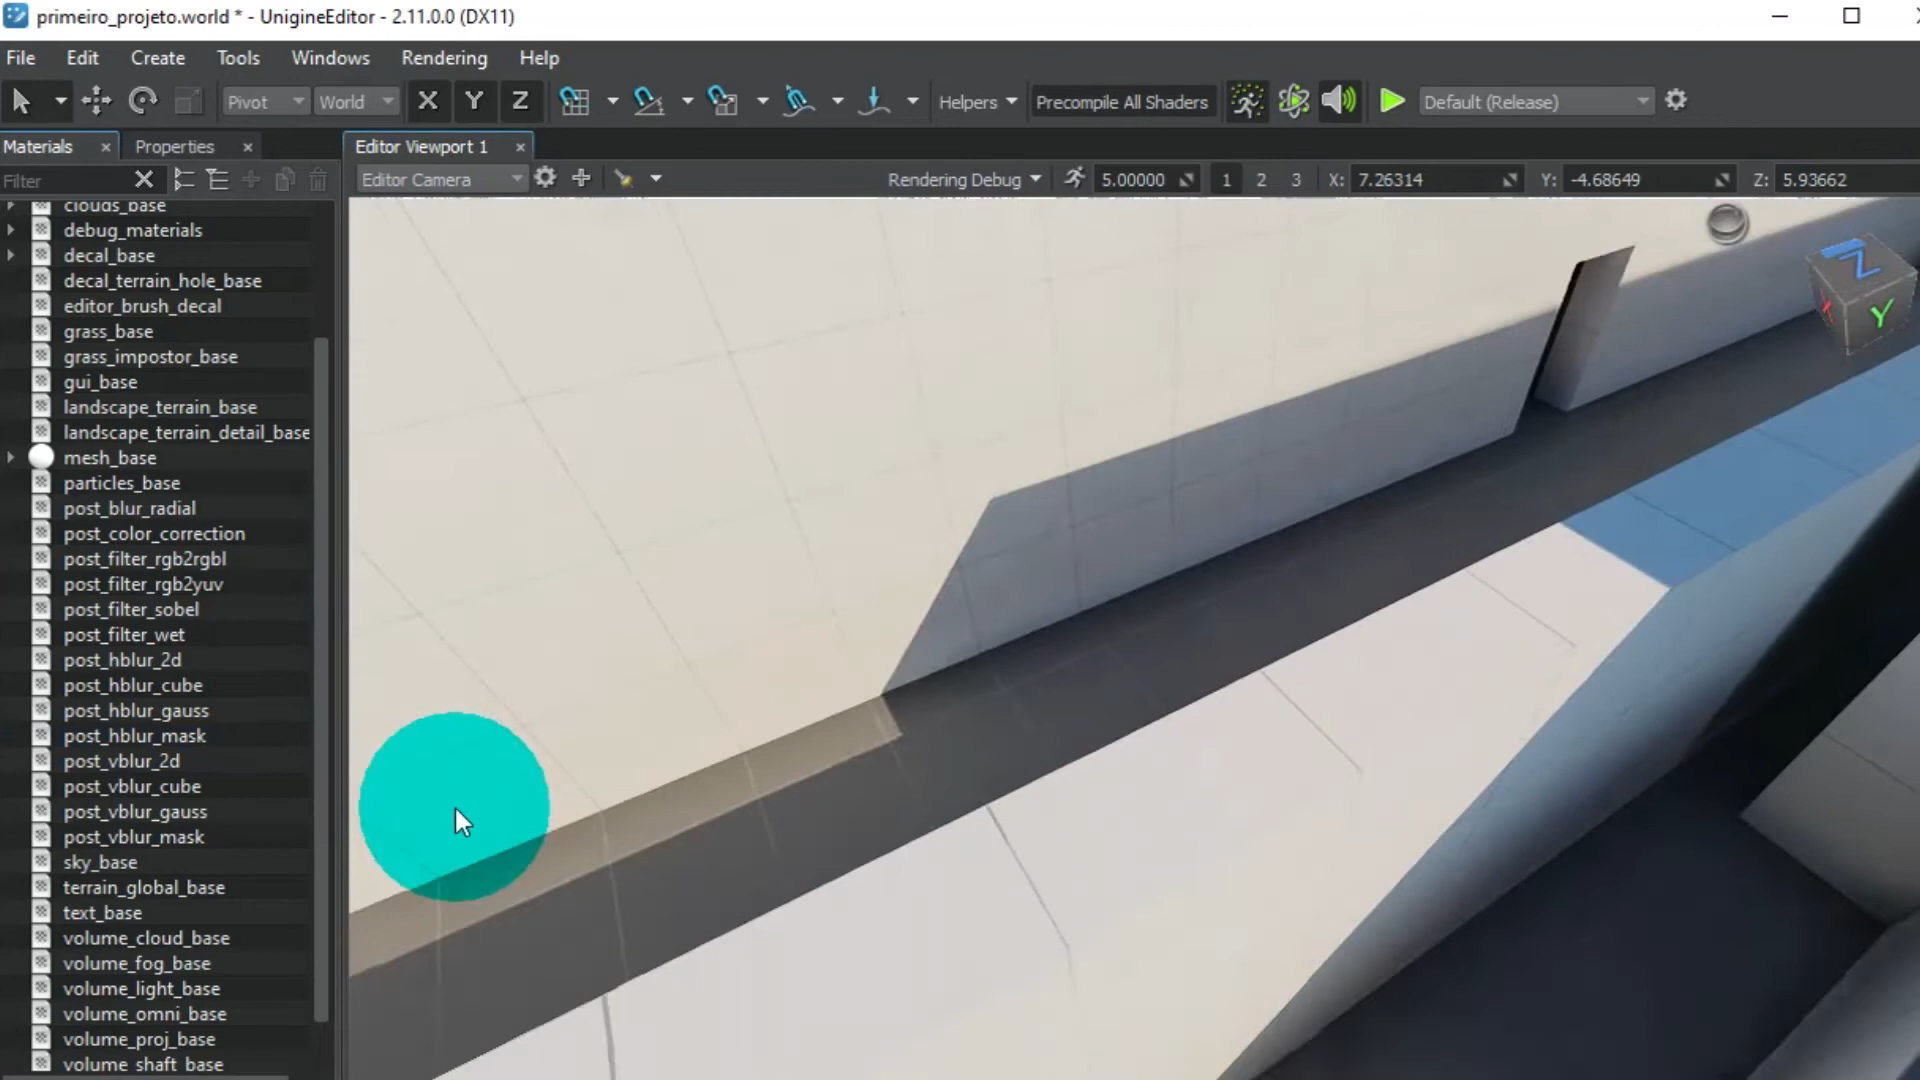 primeiro_projeto.world * - UnigineEditor - 2.11.0.0 (DX11)
File Edit Create Tools Windows Rendering Help
Pivot World X Y Z Helpers Precompile All Shaders Default (Release)
Materials Properties Editor Viewport 1
Filter Editor Camera Rendering Debug 5.00000 1 2 3 X: 7.26314 Y: -4.68649 Z: 5.93662
clouds_base
debug_materials
decal_base
decal_terrain_hole_base
editor_brush_decal
grass_base
grass_impostor_base
gui_base
landscape_terrain_base
landscape_terrain_detail_base
mesh_base
particles_base
post_blur_radial
post_color_correction
post_filter_rgb2rgbl
post_filter_rgb2yuv
post_filter_sobel
post_filter_wet
post_hblur_2d
post_hblur_cube
post_hblur_gauss
post_hblur_mask
post_vblur_2d
post_vblur_cube
post_vblur_gauss
post_vblur_mask
sky_base
terrain_global_base
text_base
volume_cloud_base
volume_fog_base
volume_light_base
volume_omni_base
volume_proj_base
volume_shaft_base
Z
X Y